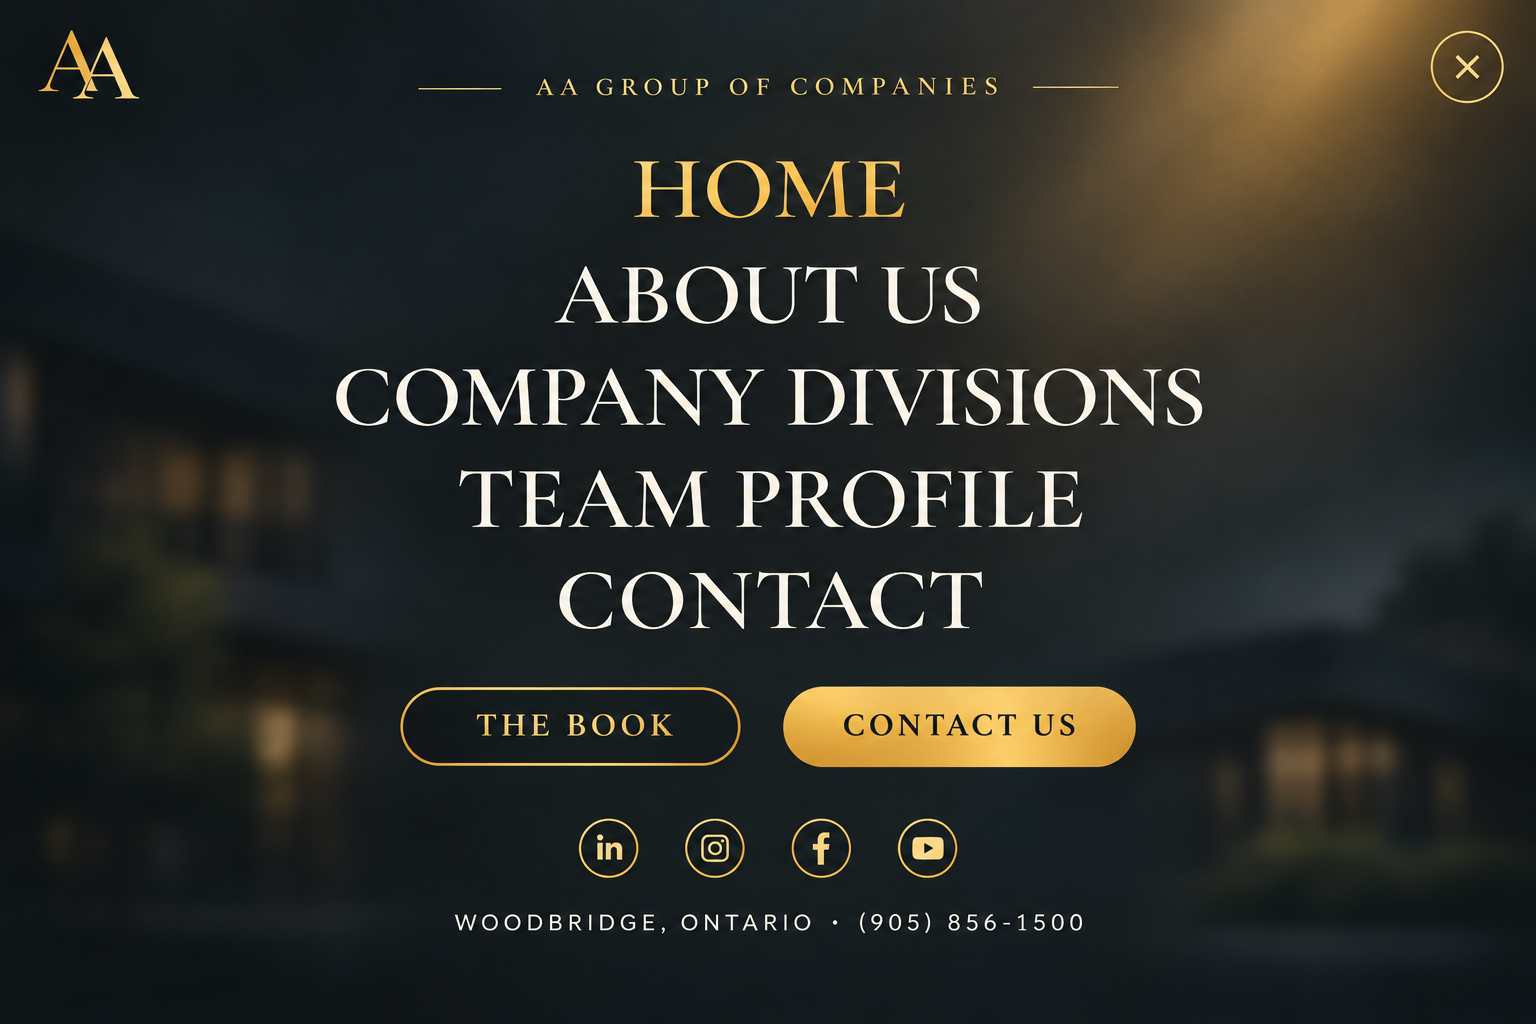 AA
AA GROUP OF COMPANIES
HOME
ABOUT US
COMPANY DIVISIONS
TEAM PROFILE
CONTACT
THE BOOK
CONTACT US
in
f
WOODBRIDGE, ONTARIO • (905) 856-1500